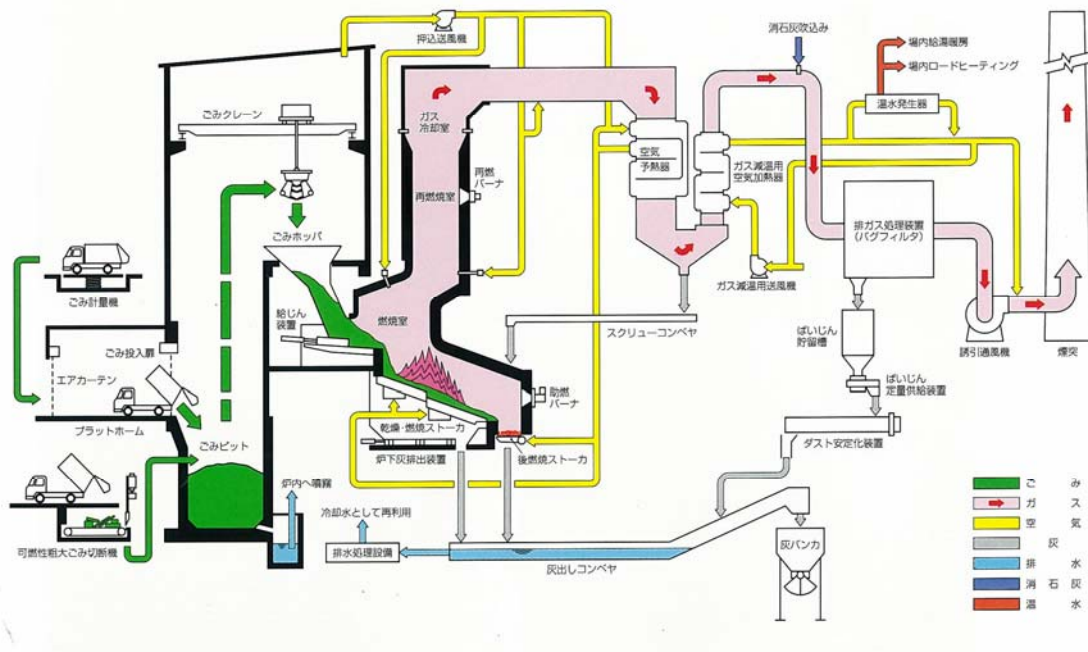 押込送風機
消石灰吹込み
場内給湯暖房
場内ロードヒーティング
温水発生器
ごみクレーン
ガス
冷却室
空気
予熱器
ガス減温用
空気加熱器
再燃
バーナ
再燃焼室
排ガス処理装置
(バグフィルタ)
ごみホッパ
ごみ計量機
ガス減温用送風機
給じん
装置
燃焼室
スクリューコンベヤ
ばいじん
貯留槽
誘引通風機
煙突
ごみ投入扉
エアカーテン
助燃
バーナ
ばいじん
定量供給装置
プラットホーム
ごみピット
乾燥・燃焼ストーカ
炉下灰排出装置
後燃焼ストーカ
ダスト安定化装置
炉内へ噴霧
冷却水として再利用
可燃性粗大ごみ切断機
排水処理設備
灰出しコンベヤ
灰バンカ
ごみ
ガス
空気
灰
排水
消石灰
温水